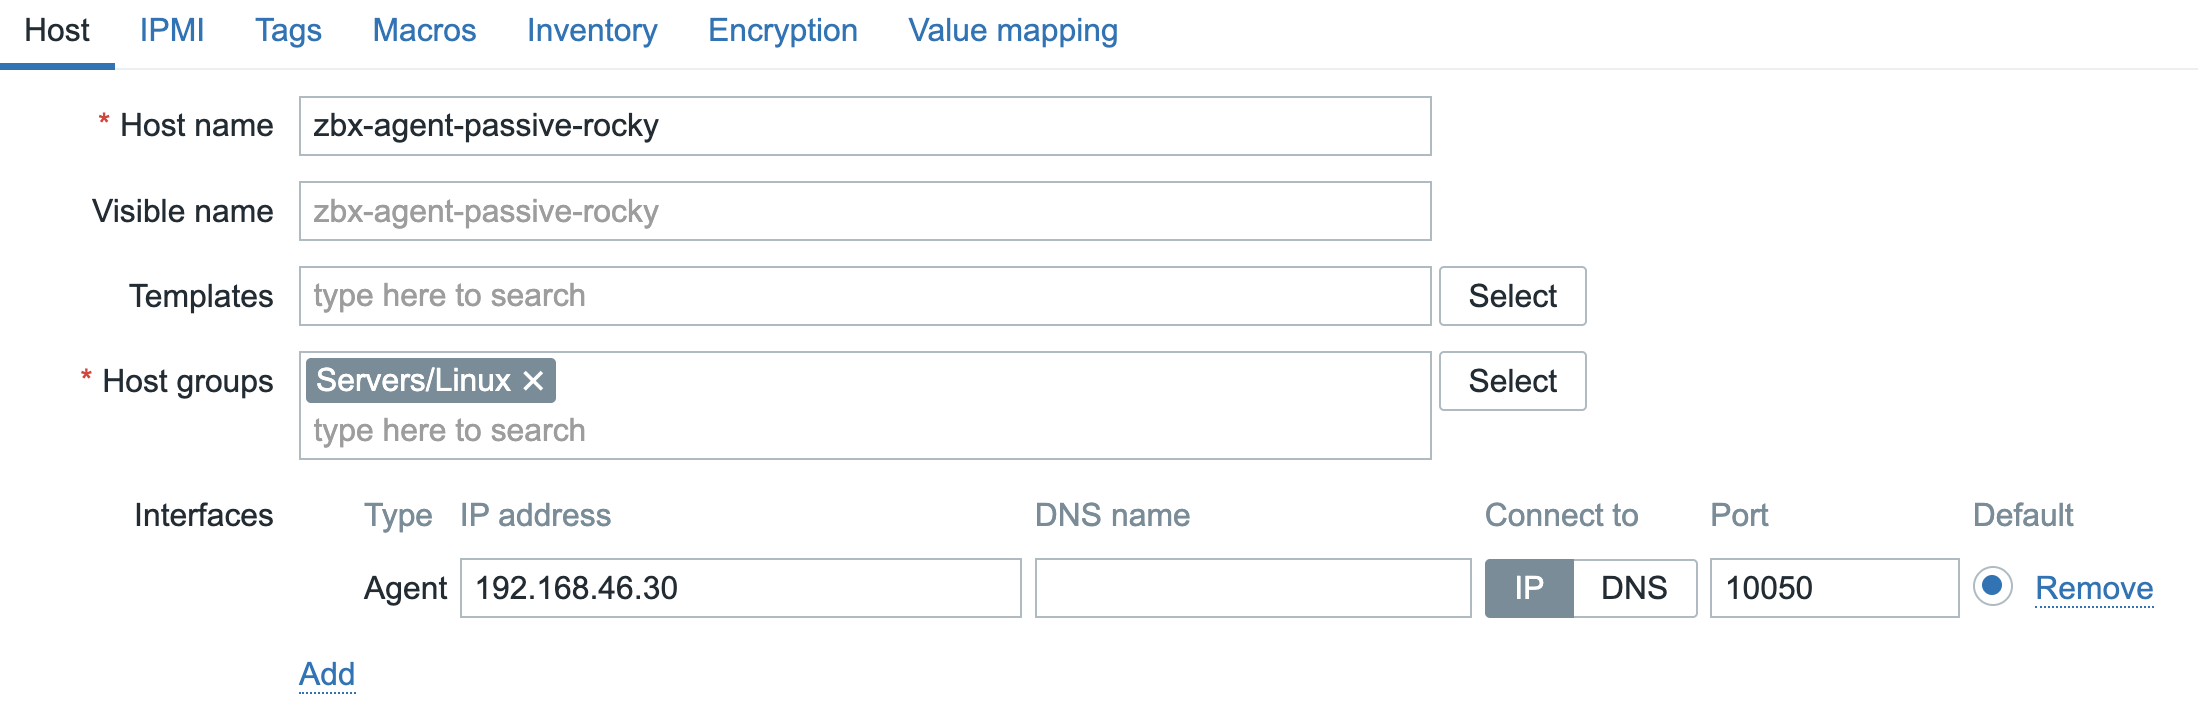 Host IPMI Tags Macros Inventory Encryption Value mapping
* Host name zbx-agent-passive-rocky
Visible name zbx-agent-passive-rocky
Templates type here to search Select
* Host groups Servers/Linux ✕ Select
type here to search
Interfaces Type IP address DNS name Connect to Port Default
Agent 192.168.46.30 IP DNS 10050 Remove
Add